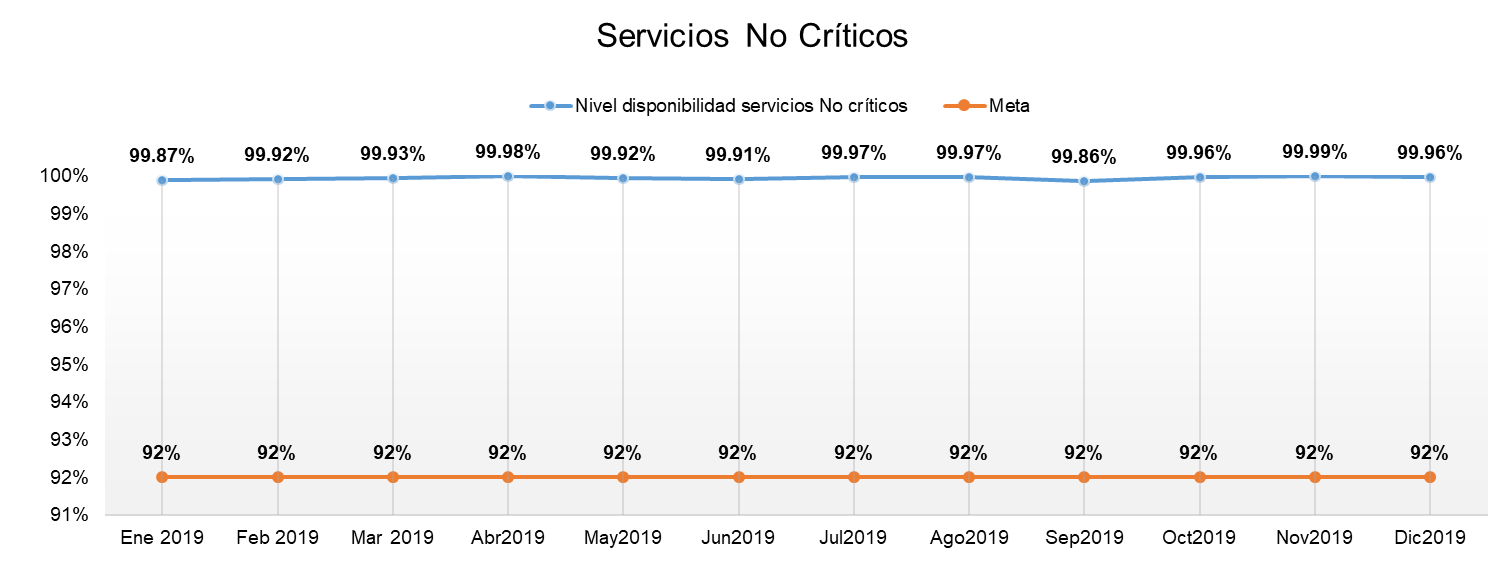 Servicios No Críticos
Nivel disponibilidad servicios No críticos Meta
99.87% 99.92% 99.93% 99.98% 99.92% 99.91% 99.97% 99.97% 99.86% 99.96% 99.99% 99.96%
100%
99%
98%
97%
96%
95%
94%
93%
92% 92% 92% 92% 92% 92% 92% 92% 92% 92% 92% 92%
92%
91%
Ene 2019 Feb 2019 Mar 2019 Abr2019 May2019 Jun2019 Jul2019 Ago2019 Sep2019 Oct2019 Nov2019 Dic2019